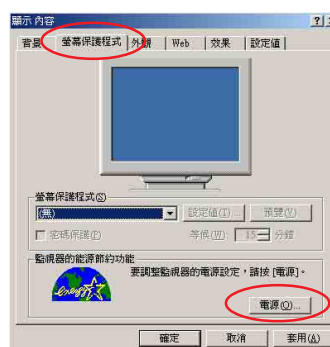 顯示 內容
背景 螢幕保護程式 外觀 Web 效果 設定值
螢幕保護程式(S)
(無) 設定值(T)... 預覽(V)
密碼保護(P) 等候(W): 15 分鐘
監視器的能源節約功能
要調整監視器的電源設定，請按 [電源]。
energy
電源(O)...
確定 取消 套用(A)